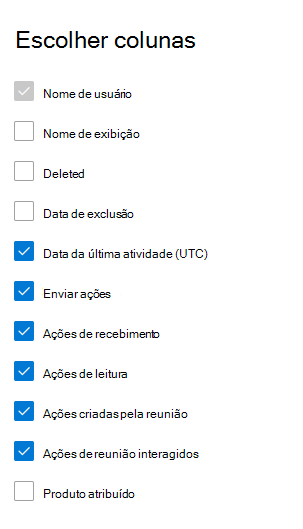 Escolher colunas
Nome de usuário
Nome de exibição
Deleted
Data de exclusão
Data da última atividade (UTC)
Enviar ações
Ações de recebimento
Ações de leitura
Ações criadas pela reunião
Ações de reunião interagidos
Produto atribuído